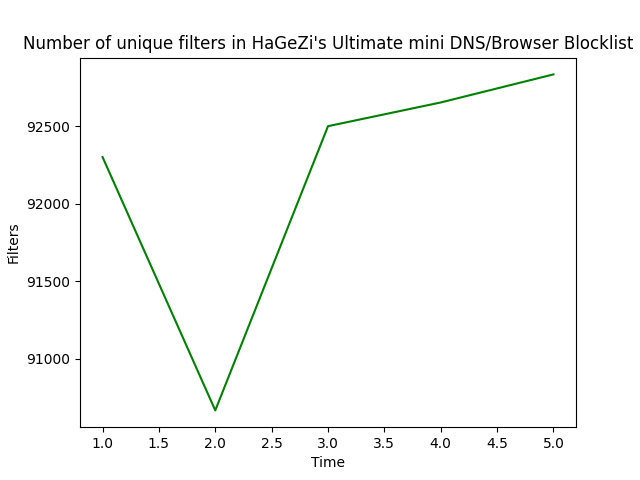 Number of unique filters in HaGeZi's Ultimate mini DNS/Browser Blocklist
92500
92000
91500
91000
Filters
1.0 1.5 2.0 2.5 3.0 3.5 4.0 4.5 5.0
Time